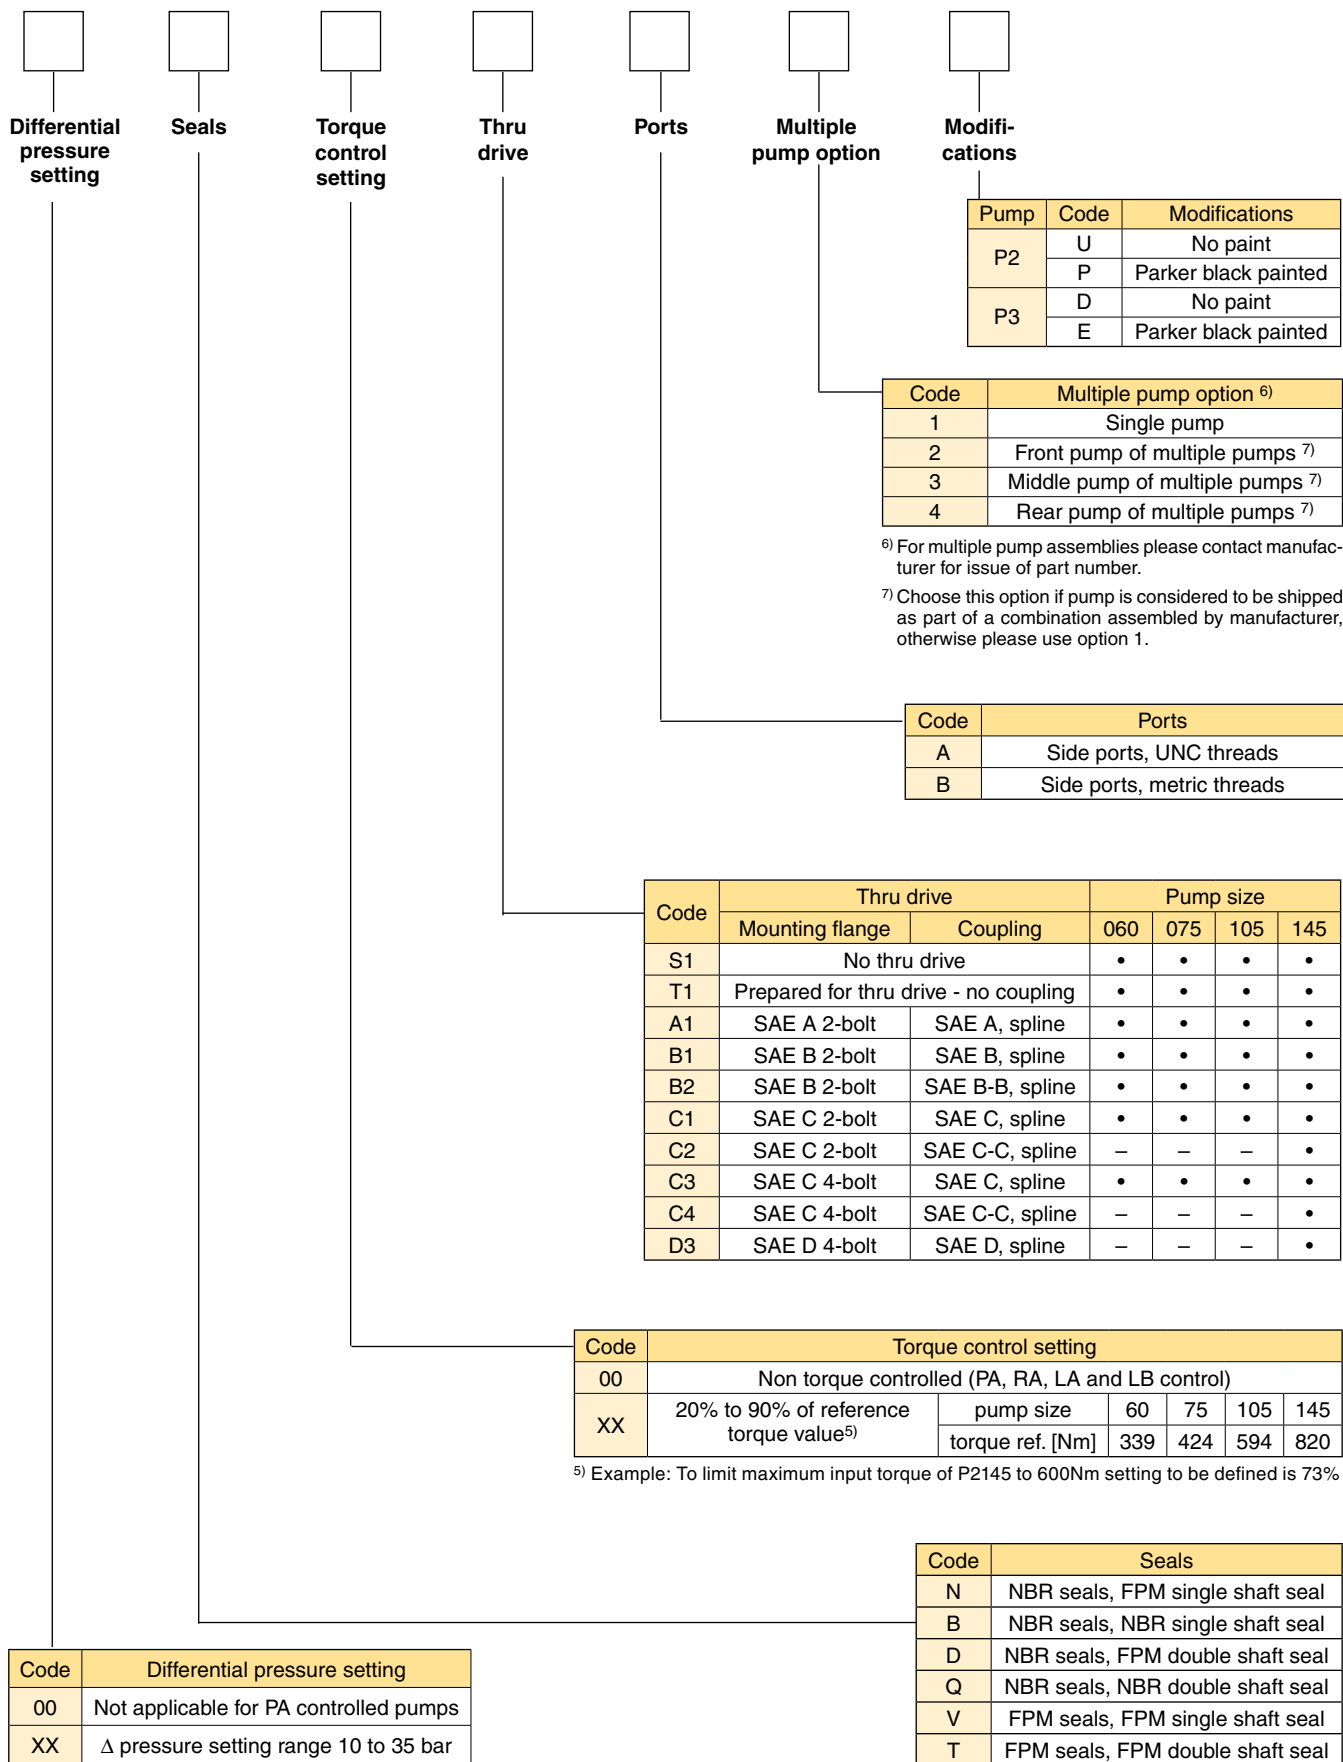 Differential pressure setting
Seals
Torque control setting
Thru drive
Ports
Multiple pump option
Modifi-cations
Pump Code Modifications
P2 U No paint
P Parker black painted
P3 D No paint
E Parker black painted
Code Multiple pump option 6)
1 Single pump
2 Front pump of multiple pumps 7)
3 Middle pump of multiple pumps 7)
4 Rear pump of multiple pumps 7)
6) For multiple pump assemblies please contact manufac-
turer for issue of part number.
7) Choose this option if pump is considered to be shipped
as part of a combination assembled by manufacturer,
otherwise please use option 1.
Code Ports
A Side ports, UNC threads
B Side ports, metric threads
Code Thru drive Pump size
Mounting flange Coupling 060 075 105 145
S1 No thru drive • • • •
T1 Prepared for thru drive - no coupling • • • •
A1 SAE A 2-bolt SAE A, spline • • • •
B1 SAE B 2-bolt SAE B, spline • • • •
B2 SAE B 2-bolt SAE B-B, spline • • • •
C1 SAE C 2-bolt SAE C, spline • • • •
C2 SAE C 2-bolt SAE C-C, spline – – – •
C3 SAE C 4-bolt SAE C, spline • • • •
C4 SAE C 4-bolt SAE C-C, spline – – – •
D3 SAE D 4-bolt SAE D, spline – – – •
Code Torque control setting
00 Non torque controlled (PA, RA, LA and LB control)
XX 20% to 90% of reference torque value5) pump size 60 75 105 145
torque ref. [Nm] 339 424 594 820
5) Example: To limit maximum input torque of P2145 to 600Nm setting to be defined is 73%
Code Seals
N NBR seals, FPM single shaft seal
B NBR seals, NBR single shaft seal
D NBR seals, FPM double shaft seal
Q NBR seals, NBR double shaft seal
V FPM seals, FPM single shaft seal
T FPM seals, FPM double shaft seal
Code Differential pressure setting
00 Not applicable for PA controlled pumps
XX Δ pressure setting range 10 to 35 bar